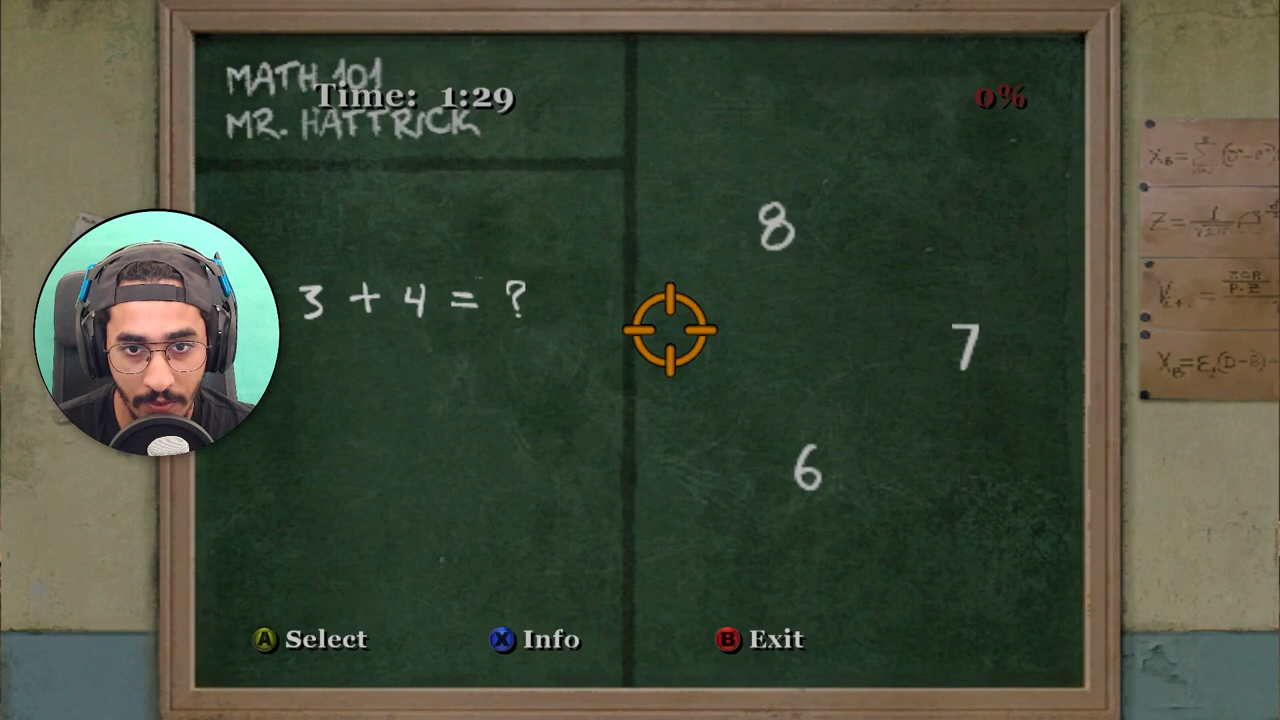 MATH 101
Time: 1:29
0%
MR. HATTRICK
3 + 4 = ?
8
7
6
A Select
X Info
B Exit